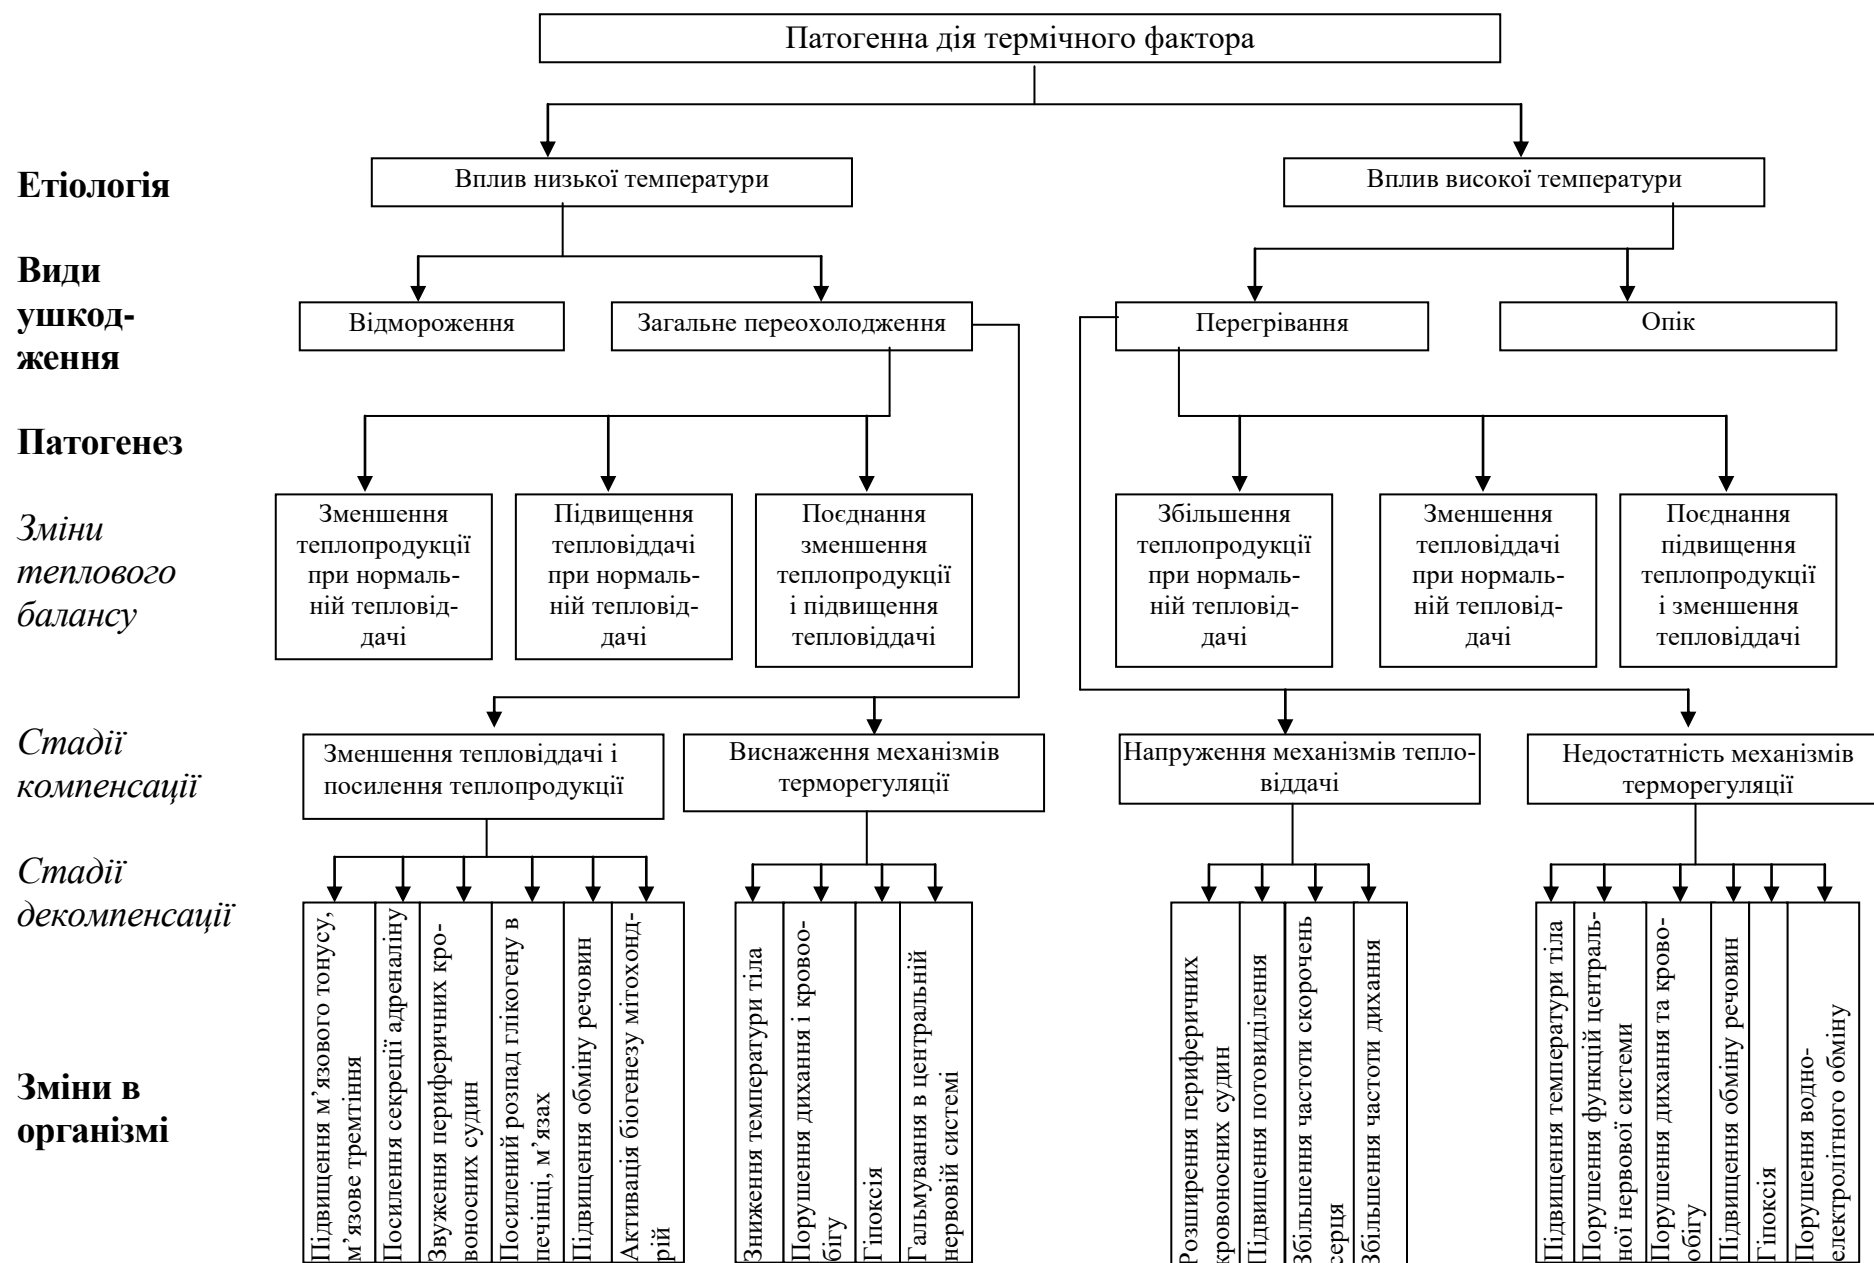 Патогенна дія термічного фактора
Етіологія
Вплив низької температури
Вплив високої температури
Види
ушкод-
ження
Відмороження
Загальне переохолодження
Перегрівання
Опік
Патогенез
Зміни
теплового
балансу
Зменшення
теплопродукції
при нормаль-
ній тепловід-
дачі
Підвищення
тепловіддачі
при нормаль-
ній тепловід-
дачі
Поєднання
зменшення
теплопродукції
і підвищення
тепловіддачі
Збільшення
теплопродукції
при нормаль-
ній тепловід-
дачі
Зменшення
тепловіддачі
при нормаль-
ній тепловід-
дачі
Поєднання
підвищення
теплопродукції
і зменшення
тепловіддачі
Стадії
компенсації
Зменшення тепловіддачі і
посилення теплопродукції
Виснаження механізмів
терморегуляції
Напруження механізмів тепло-
віддачі
Недостатність механізмів
терморегуляції
Стадії
декомпенсації
Зміни в
організмі
Підвищення м’язового тонусу,
м’язове тремтіння
Посилення секреції адреналіну
Звуження периферичних кро-
воносних судин
Посилений розпад глікогену в
печінці, м’язах
Підвищення обміну речовин
Активація біогенезу мітохонд-
рій
Зниження температури тіла
Порушення дихання і кровоо-
бігу
Гіпоксія
Гальмування в центральній
нервовій системі
Розширення периферичних
кровоносних судин
Підвищення потовиділення
Збільшення частоти скорочень
серця
Збільшення частоти дихання
Підвищення температури тіла
Порушення функцій централь-
ної нервової системи
Порушення дихання та крово-
обігу
Підвищення обміну речовин
Гіпоксія
Порушення водно-
електролітного обміну